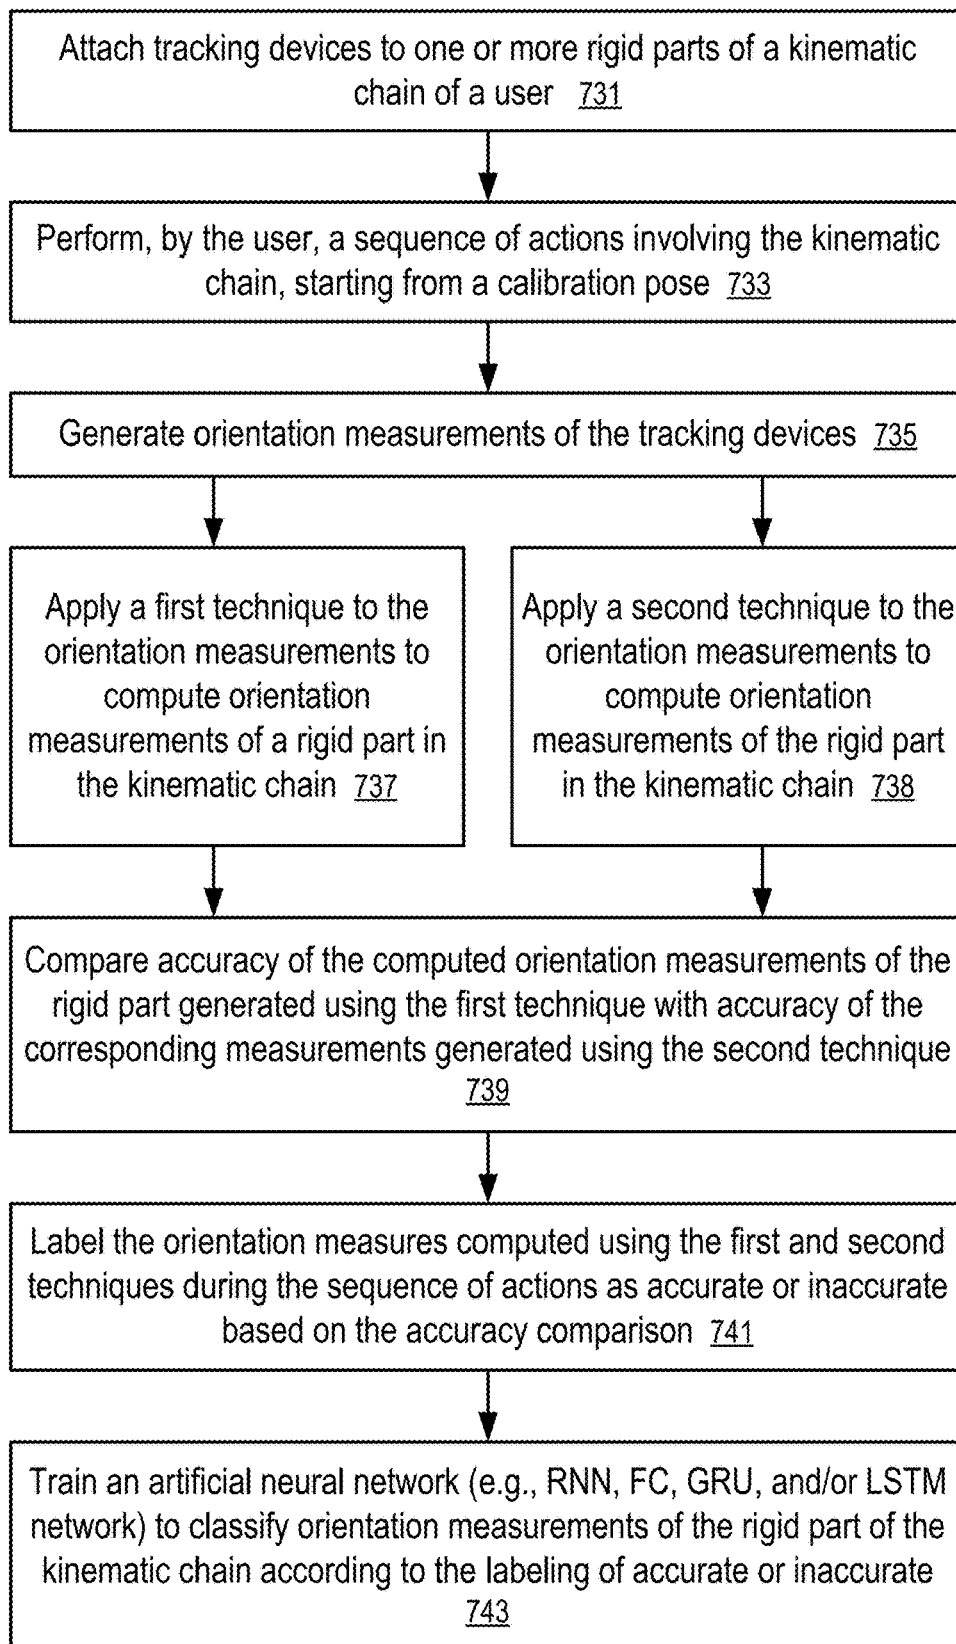 Attach tracking devices to one or more rigid parts of a kinematic
chain of a user 731
Perform, by the user, a sequence of actions involving the kinematic
chain, starting from a calibration pose 733
Generate orientation measurements of the tracking devices 735
Apply a first technique to the
orientation measurements to
compute orientation
measurements of a rigid part in
the kinematic chain 737
Apply a second technique to the
orientation measurements to
compute orientation
measurements of the rigid part
in the kinematic chain 738
Compare accuracy of the computed orientation measurements of the
rigid part generated using the first technique with accuracy of the
corresponding measurements generated using the second technique
739
Label the orientation measures computed using the first and second
techniques during the sequence of actions as accurate or inaccurate
based on the accuracy comparison 741
Train an artificial neural network (e.g., RNN, FC, GRU, and/or LSTM
network) to classify orientation measurements of the rigid part of the
kinematic chain according to the labeling of accurate or inaccurate
743